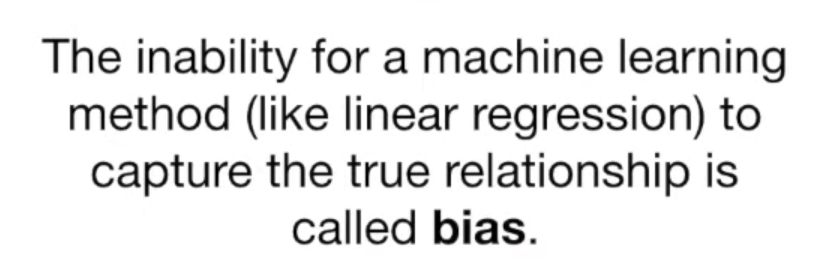 The inability for a machine learning
method (like linear regression) to
capture the true relationship is
called bias.